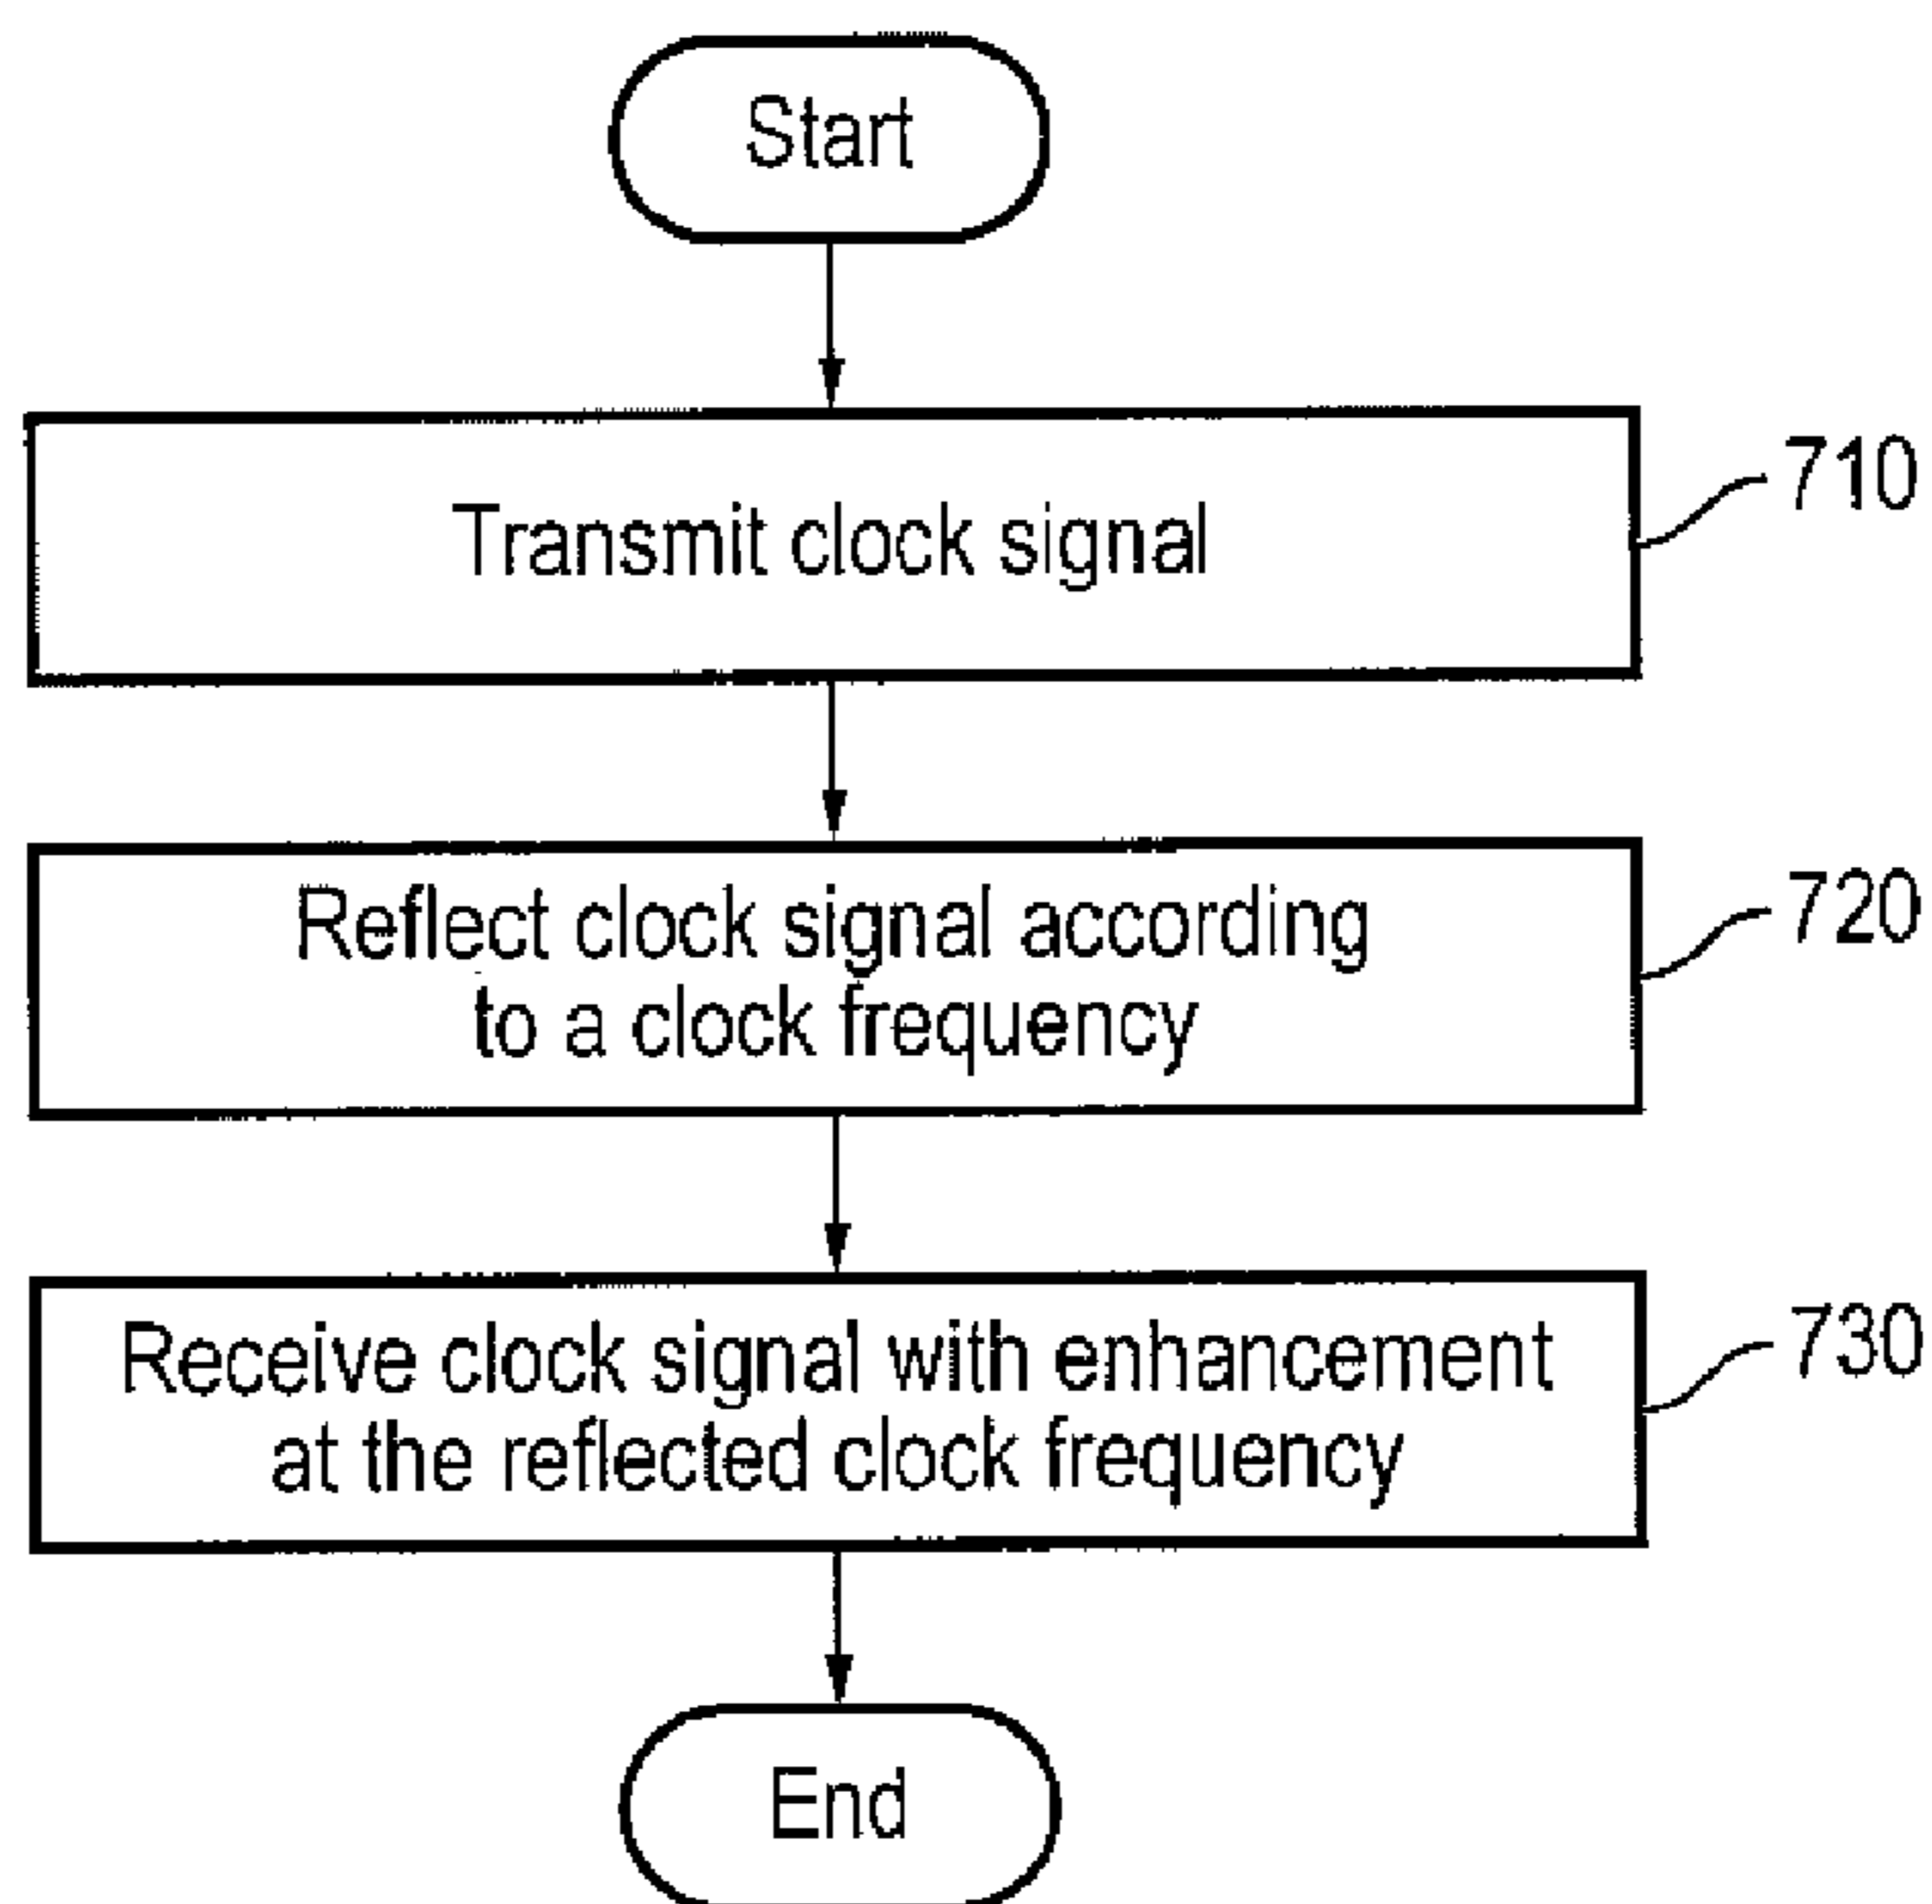 Start
Transmit clock signal
710
Reflect clock signal according
to a clock frequency
720
Receive clock signal with enhancement
at the reflected clock frequency
730
End